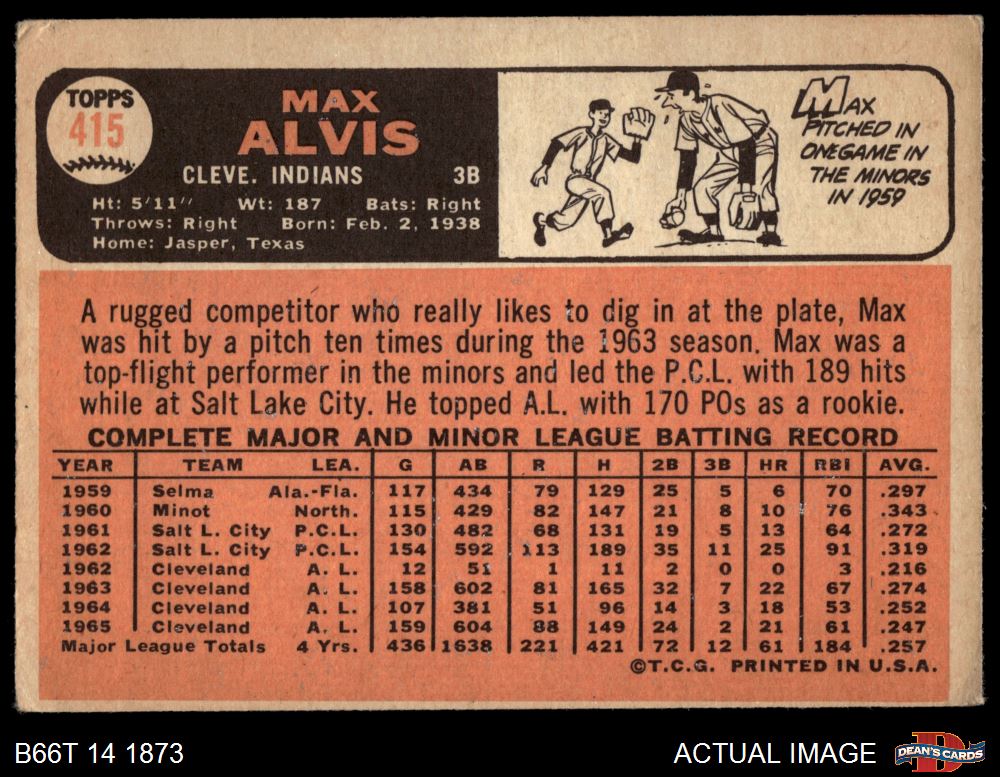 TOPPS
415
MAX
ALVIS
CLEVE. INDIANS 3B
Ht: 5'11" Wt: 187 Bats: Right
Throws: Right Born: Feb. 2, 1938
Home: Jasper, Texas
MAX
PITCHED IN
ONE GAME IN
THE MINORS
IN 1959
A rugged competitor who really likes to dig in at the plate, Max
was hit by a pitch ten times during the 1963 season. Max was a
top-flight performer in the minors and led the P.C.L. with 189 hits
while at Salt Lake City. He topped A.L. with 170 POs as a rookie.
COMPLETE MAJOR AND MINOR LEAGUE BATTING RECORD
YEAR TEAM LEA. G AB R H 2B 3B HR RBI AVG.
1959 Selma Ala.-Fla. 117 434 79 129 25 5 6 70 .297
1960 Minot North. 115 429 82 147 21 8 10 76 .343
1961 Salt L. City P.C.L. 130 482 68 131 19 5 13 64 .272
1962 Salt L. City P.C.L. 154 592 113 189 35 11 25 91 .319
1962 Cleveland A. L. 12 51 1 11 2 0 0 3 .216
1963 Cleveland A. L. 158 602 81 165 32 7 22 67 .274
1964 Cleveland A. L. 107 381 51 96 14 3 18 53 .252
1965 Cleveland A. L. 159 604 88 149 24 2 21 61 .247
Major League Totals 4 Yrs. 436 1638 221 421 72 12 61 184 .257
©T.C.G. PRINTED IN U.S.A.
B66T 14 1873
ACTUAL IMAGE
D
DEAN'S CARDS